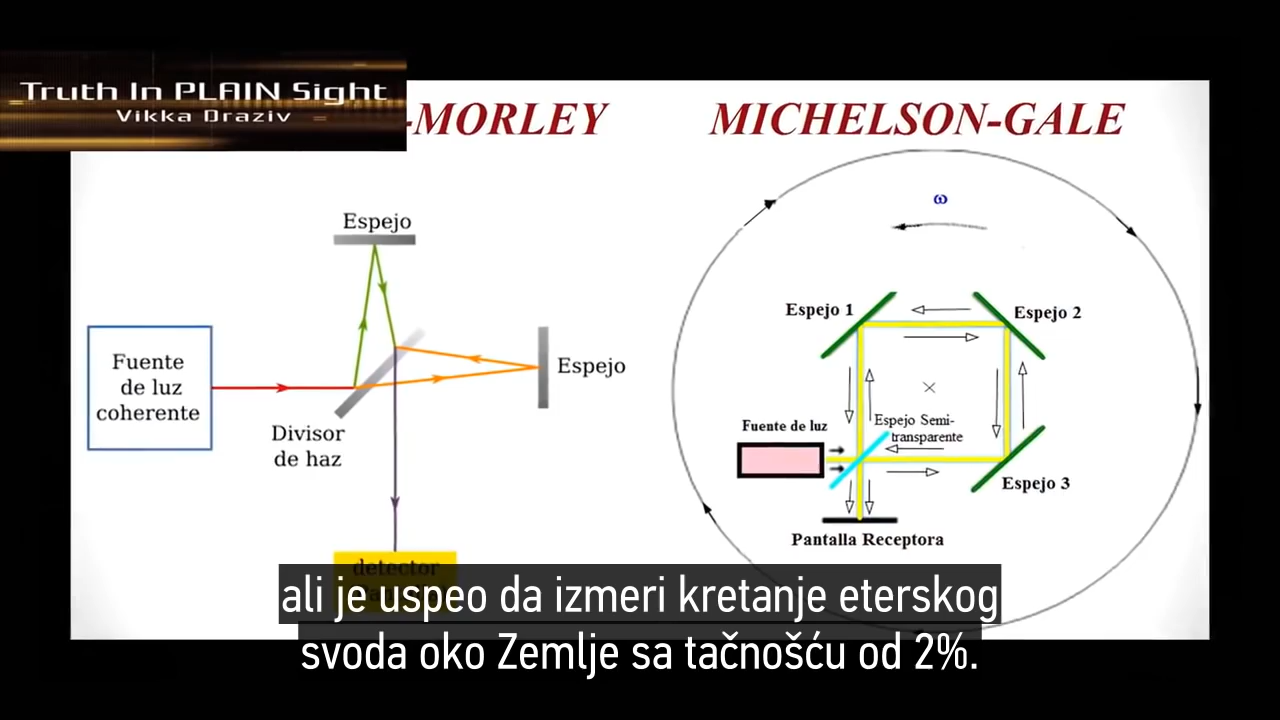 Truth In PLAIN Sight
Vikka Draziv
-MORLEY
MICHELSON-GALE
Espejo
Fuente
de luz
coherente
Espejo
Divisor
de haz
detector
ω
Espejo 1
Espejo 2
Espejo Semi-
transparente
Fuente de luz
Espejo 3
Pantalla Receptora
ali je uspeo da izmeri kretanje eterskog
svoda oko Zemlje sa tačnošću od 2%.